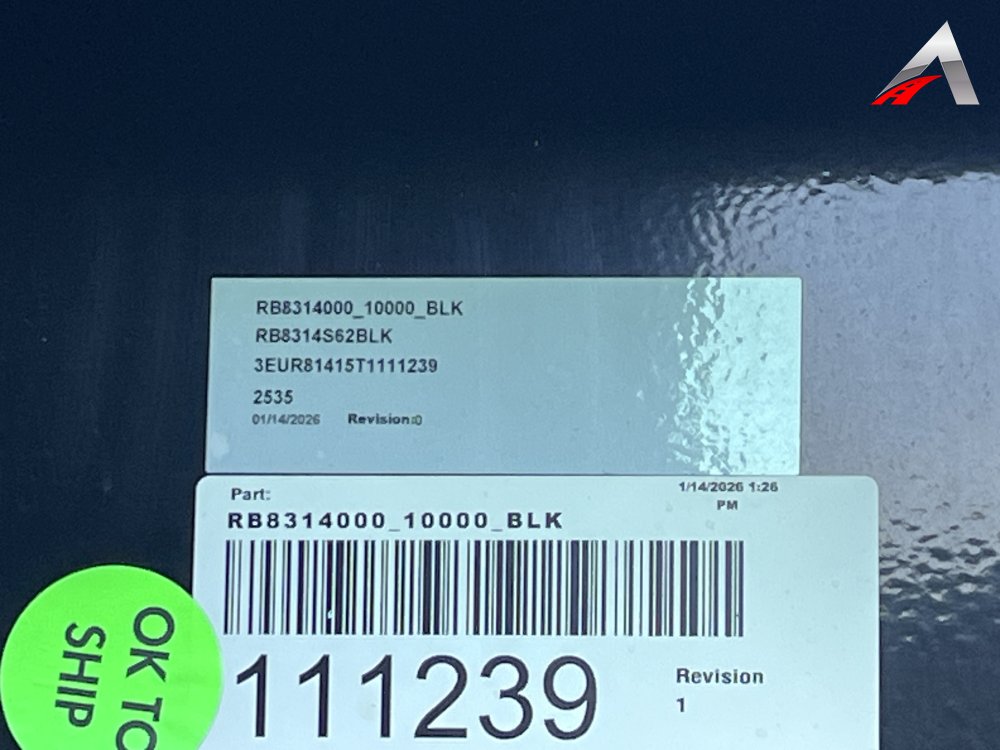 RB8314000_10000_BLK
RB8314S62BLK
3EUR81415T1111239
2535
01/14/2026 Revision:0
Part:
1/14/2026 1:26
PM
RB8314000_10000_BLK
111239
Revision
1
OK TO
SHIP